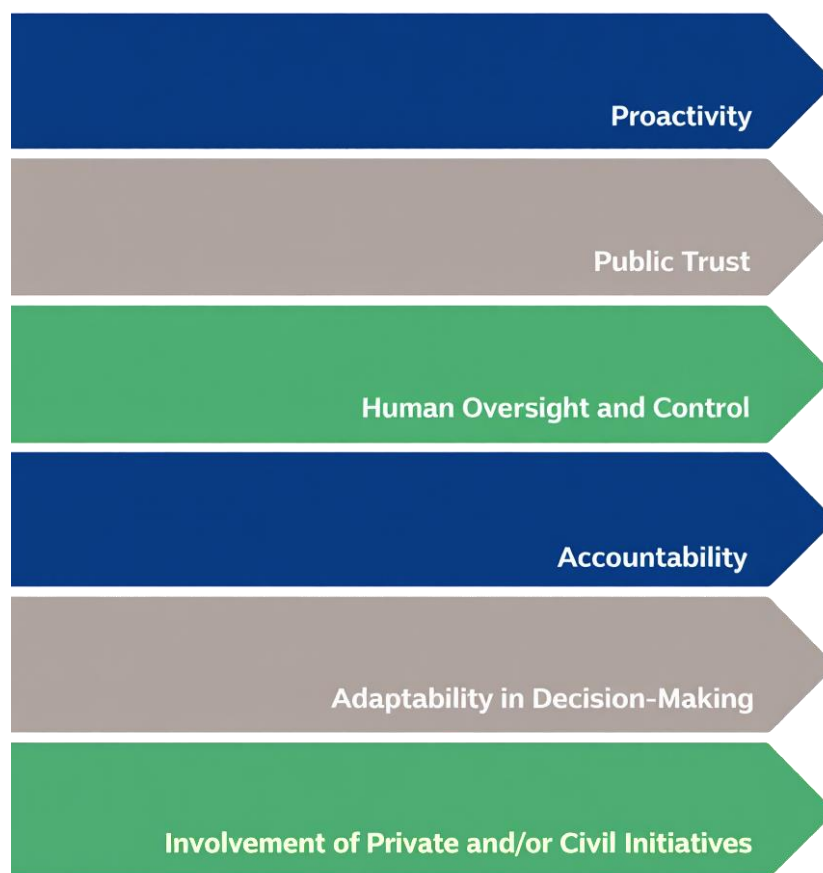 Proactivity
Public Trust
Human Oversight and Control
Accountability
Adaptability in Decision-Making
Involvement of Private and/or Civil Initiatives